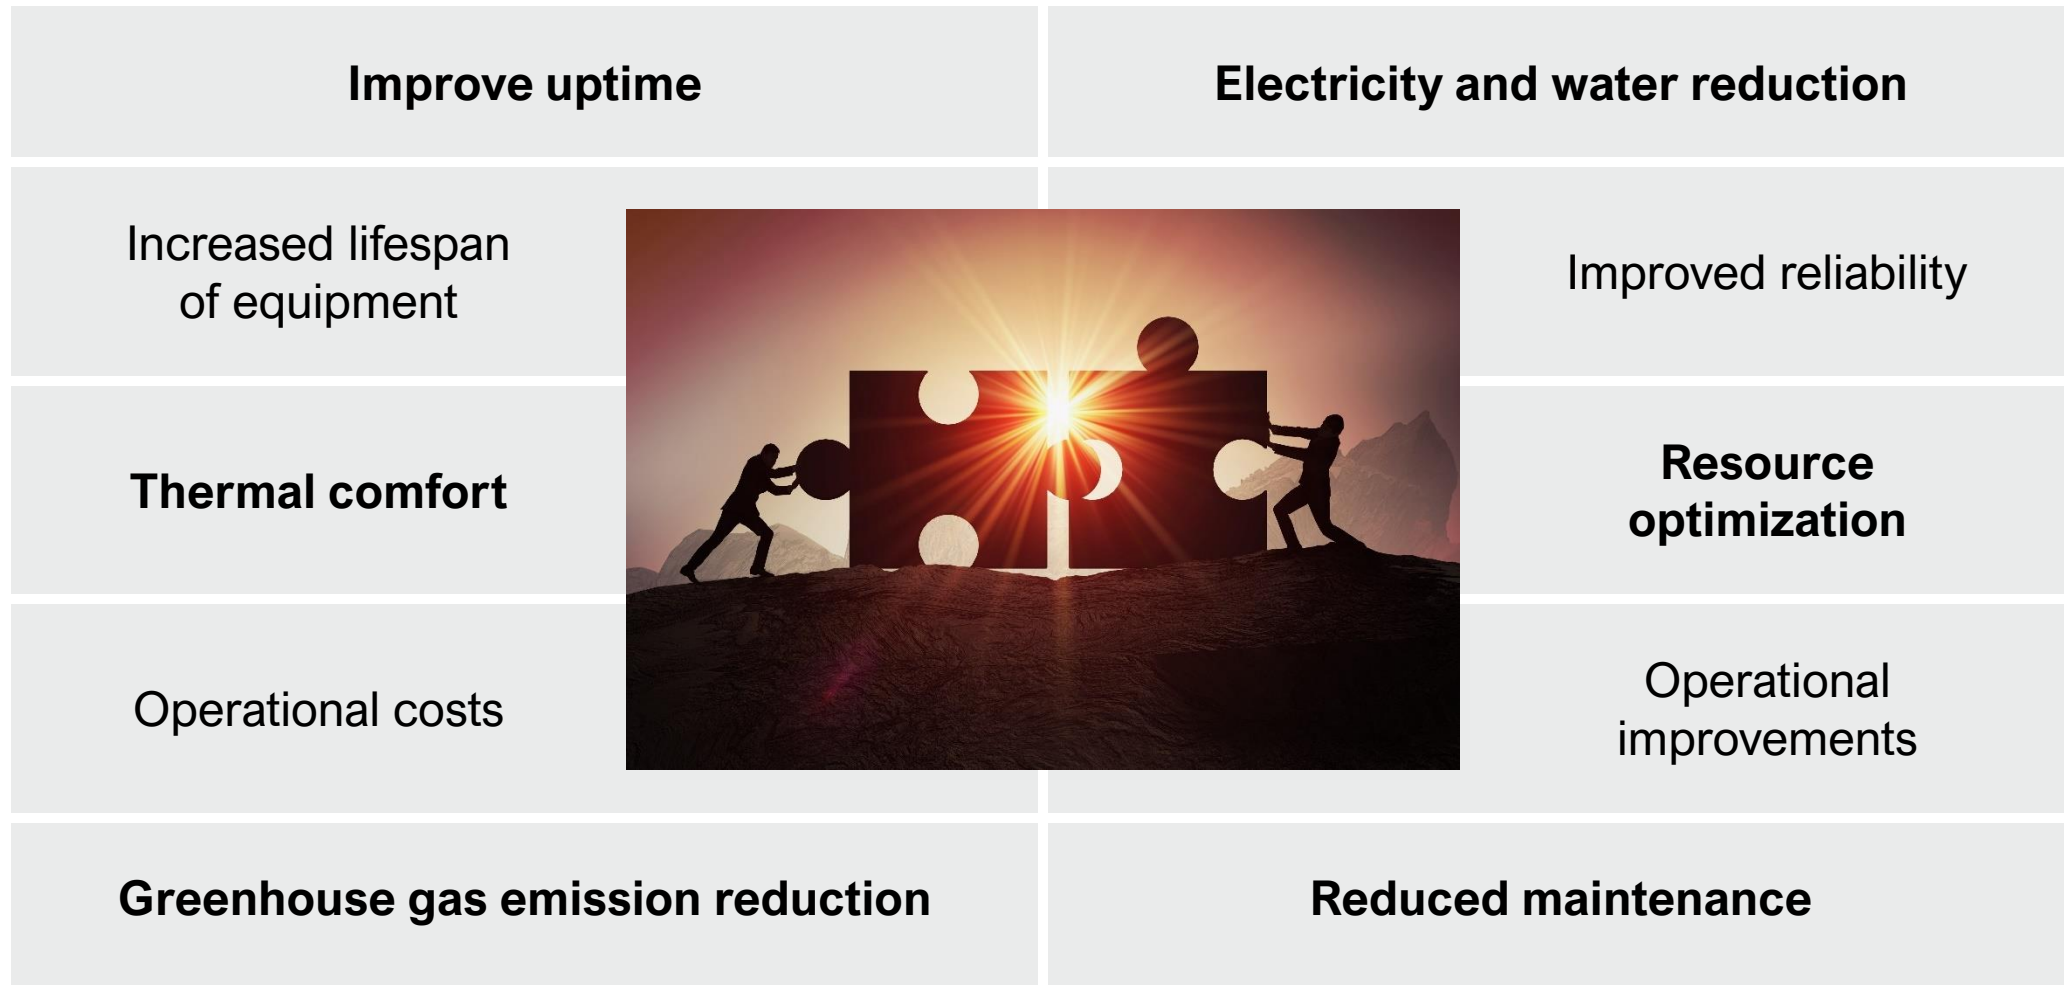 Improve uptime
Electricity and water reduction
Increased lifespan
of equipment
Improved reliability
Thermal comfort
Resource
optimization
Operational costs
Operational
improvements
Greenhouse gas emission reduction
Reduced maintenance